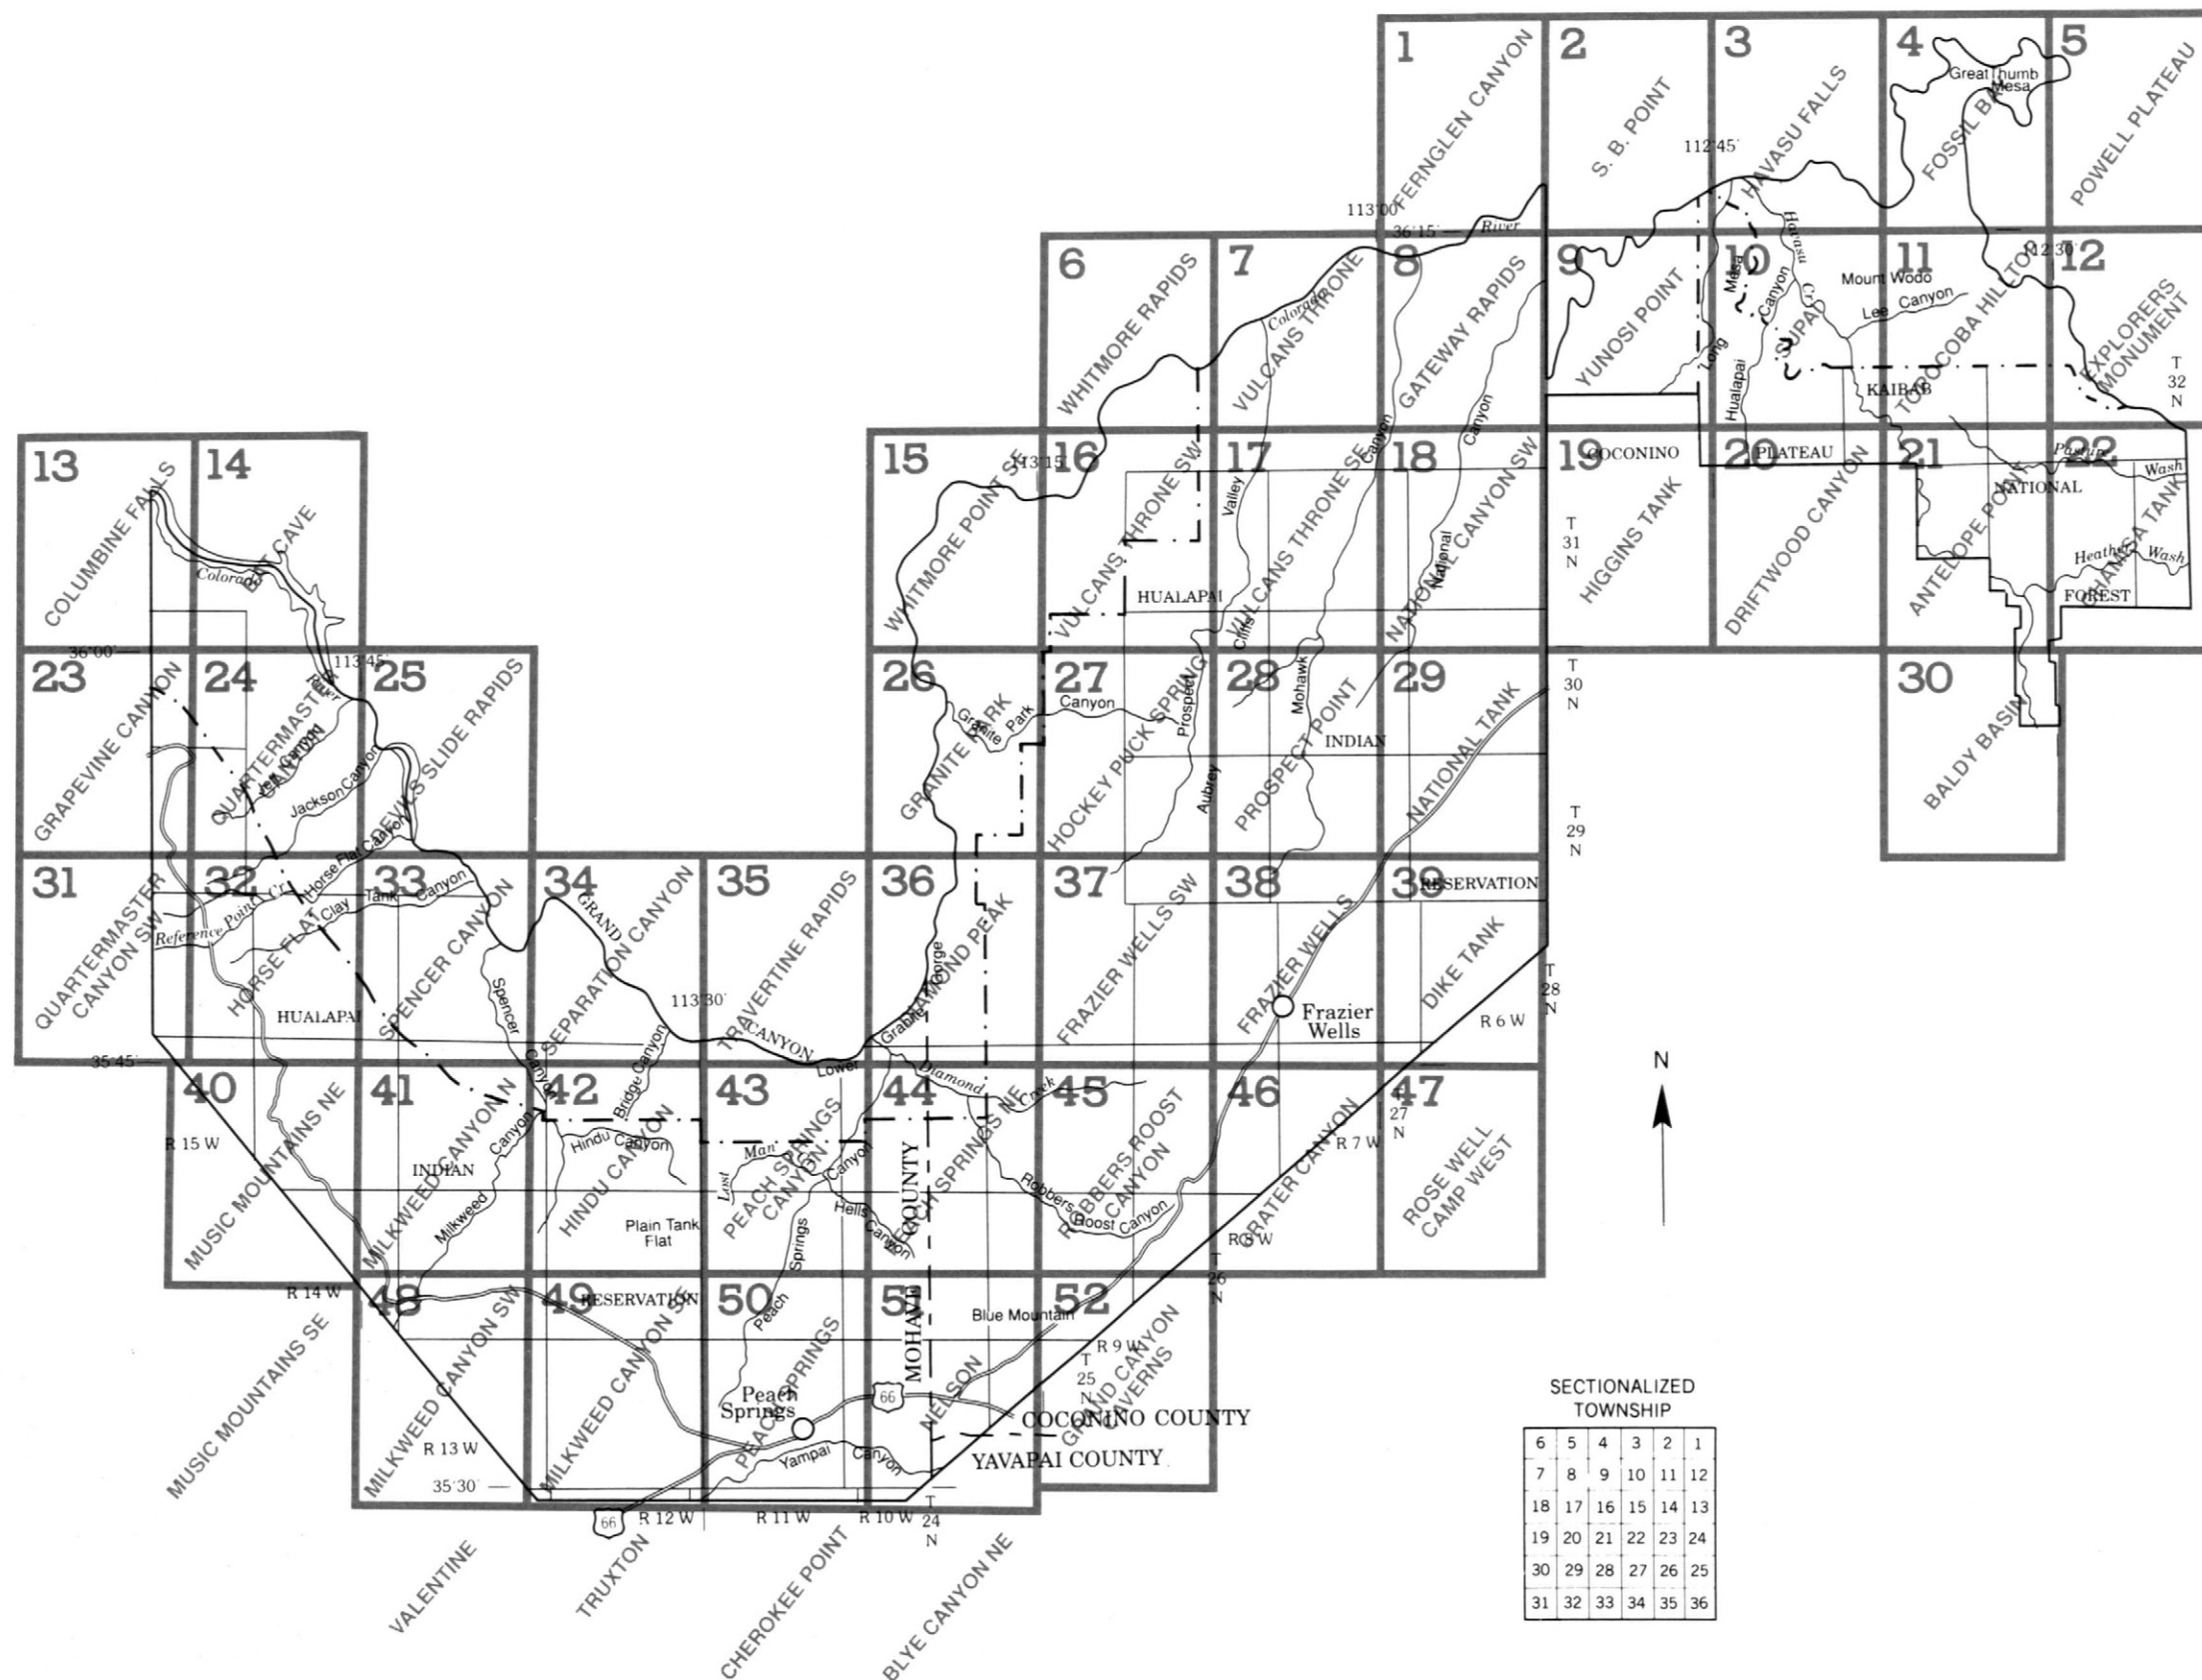 1
FERNGLEN CANYON
2
S. B. POINT
3
HAVASU FALLS
4
FOSSIL BAY
5
POWELL PLATEAU
Great Thumb
Mesa
112°45'
113°00'
36°15'
River
6
WHITMORE RAPIDS
7
VULCANS THRONE
Colorado
8
GATEWAY RAPIDS
9
YUNOSI POINT
10
SUPAI
Havasu
Cr
Mesa
Canyon
Long
Hualapai
Mount Wodo
Lee Canyon
11
TOPOCOBA HILLTOP
112°30'
12
EXPLORERS
MONUMENT
T
32
N
KAIBAB
13
COLUMBINE FALLS
14
BAT CAVE
Colorado
15
WHITMORE POINT SE
113°15'
16
VULCANS THRONE SW
17
VULCANS THRONE SE
Valley
Canyon
18
NATIONAL CANYON SW
Canyon
National
19
COCONINO
HIGGINS TANK
20
PLATEAU
DRIFTWOOD CANYON
21
ANTELOPE POINT
22
Pasture
Wash
NATIONAL
Heather Wash
CHAMISA TANK
FOREST
T
31
N
HUALAPAI
Cliffs
36°00'
23
GRAPEVINE CANYON
24
QUARTERMASTER
CANYON
River
113°45'
Jeff Canyon
Jackson Canyon
25
DEVILS SLIDE RAPIDS
Horse Flat Canyon
26
GRANITE PARK
Granite Park
Canyon
27
HOCKEY PUCK SPRING
Prospect
Aubrey
28
PROSPECT POINT
Mohawk
INDIAN
29
NATIONAL TANK
T
30
N
T
29
N
30
BALDY BASIN
31
QUARTERMASTER
CANYON SW
32
HORSE FLAT
Reference Point Cr
Clay Tank Canyon
33
SPENCER CANYON
34
GRAND
SEPARATION CANYON
35
TRAVERTINE RAPIDS
36
DIAMOND PEAK
37
FRAZIER WELLS SW
38
FRAZIER WELLS
39
RESERVATION
DIKE TANK
Spencer
Canyon
HUALAPAI
113°30'
CANYON
Lower
Granite
Gorge
Frazier
Wells
T
28
N
R 6 W
35°45'
40
MUSIC MOUNTAINS NE
R 15 W
41
MILKWEED CANYON N
INDIAN
Milkweed
Canyon
42
HINDU CANYON
Bridge Canyon
Hindu Canyon
Plain Tank
Flat
43
PEACH SPRINGS
CANYON
Lost
Man
Canyon
Springs
Peach
Hells
Canyon
44
PEACH SPRINGS NE
Diamond
Creek
COUNTY
MOHAVE
45
ROBBERS ROOST
CANYON
Robbers
Roost Canyon
46
CRATER CANYON
47
ROSE WELL
CAMP WEST
T
27
N
R 7 W
R 8 W
T
26
N
N
R 14 W
MUSIC MOUNTAINS SE
48
MILKWEED CANYON SW
49
RESERVATION
MILKWEED CANYON SE
50
PEACH SPRINGS
51
NELSON
52
GRAND CANYON
CAVERNS
Blue Mountain
R 9 W
T
25
N
Peach
Springs
66
COCONINO COUNTY
YAVAPAI COUNTY
Yampai
Canyon
R 13 W
35°30'
66
R 12 W
R 11 W
R 10 W
T
24
N
VALENTINE
TRUXTON
CHEROKEE POINT
BLYE CANYON NE
SECTIONALIZED
TOWNSHIP
6 5 4 3 2 1
7 8 9 10 11 12
18 17 16 15 14 13
19 20 21 22 23 24
30 29 28 27 26 25
31 32 33 34 35 36